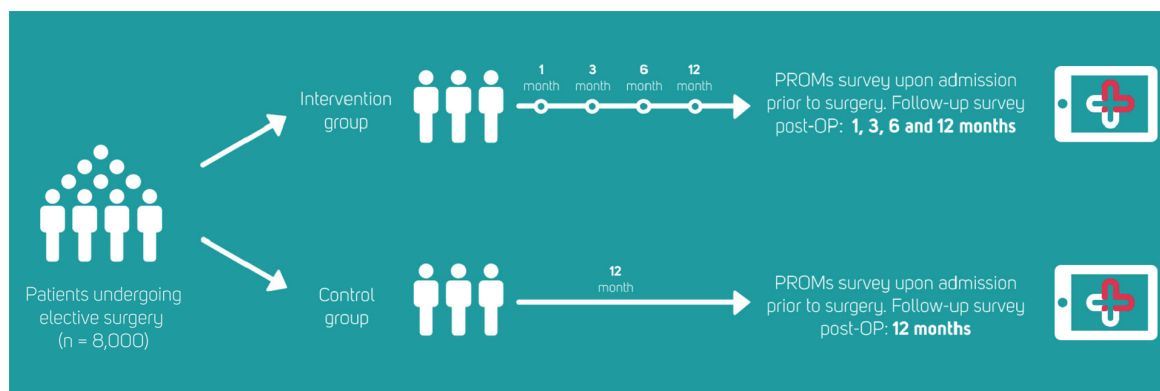 Patients undergoing
elective surgery
(n = 8,000)
Intervention
group
1
month
3
month
6
month
12
month
PROMs survey upon admission
prior to surgery. Follow-up survey
post-OP: 1, 3, 6 and 12 months
Control
group
12
month
PROMs survey upon admission
prior to surgery. Follow-up survey
post-OP: 12 months